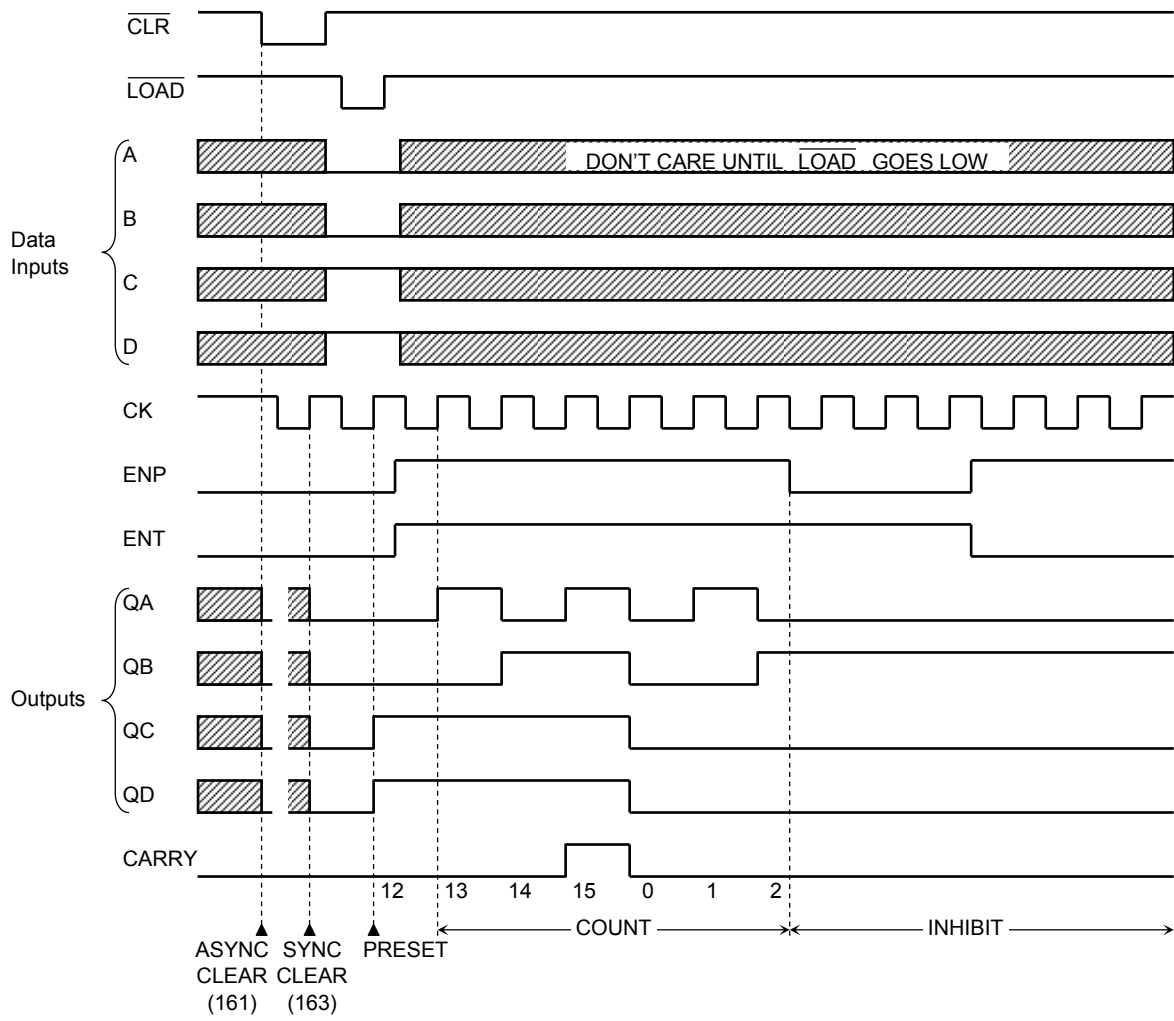 CLR
LOAD
A
DON'T CARE UNTIL LOAD GOES LOW
B
Data
Inputs
C
D
CK
ENP
ENT
QA
QB
Outputs
QC
QD
CARRY
12 13 14 15 0 1 2
COUNT
INHIBIT
ASYNC
CLEAR
(161)
SYNC
CLEAR
(163)
PRESET